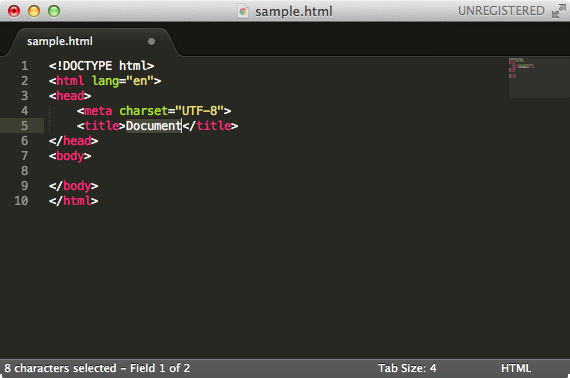 sample.html UNREGISTERED
sample.html
1 <!DOCTYPE html>
2 <html lang="en">
3 <head>
4     <meta charset="UTF-8">
5     <title>Document</title>
6 </head>
7 <body>
8
9 </body>
10 </html>
8 characters selected – Field 1 of 2 Tab Size: 4 HTML